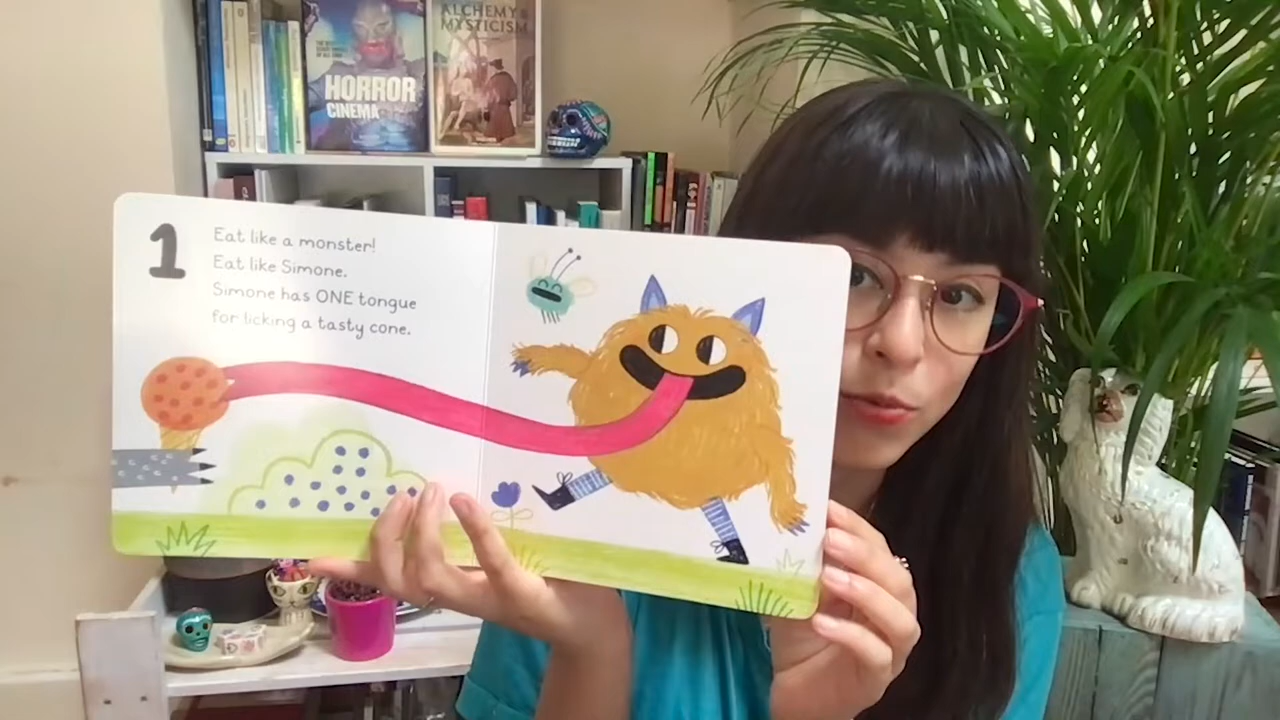 HORROR
CINEMA
ALCHEMY &
MYSTICISM
1
Eat like a monster!
Eat like Simone.
Simone has ONE tongue
for licking a tasty cone.